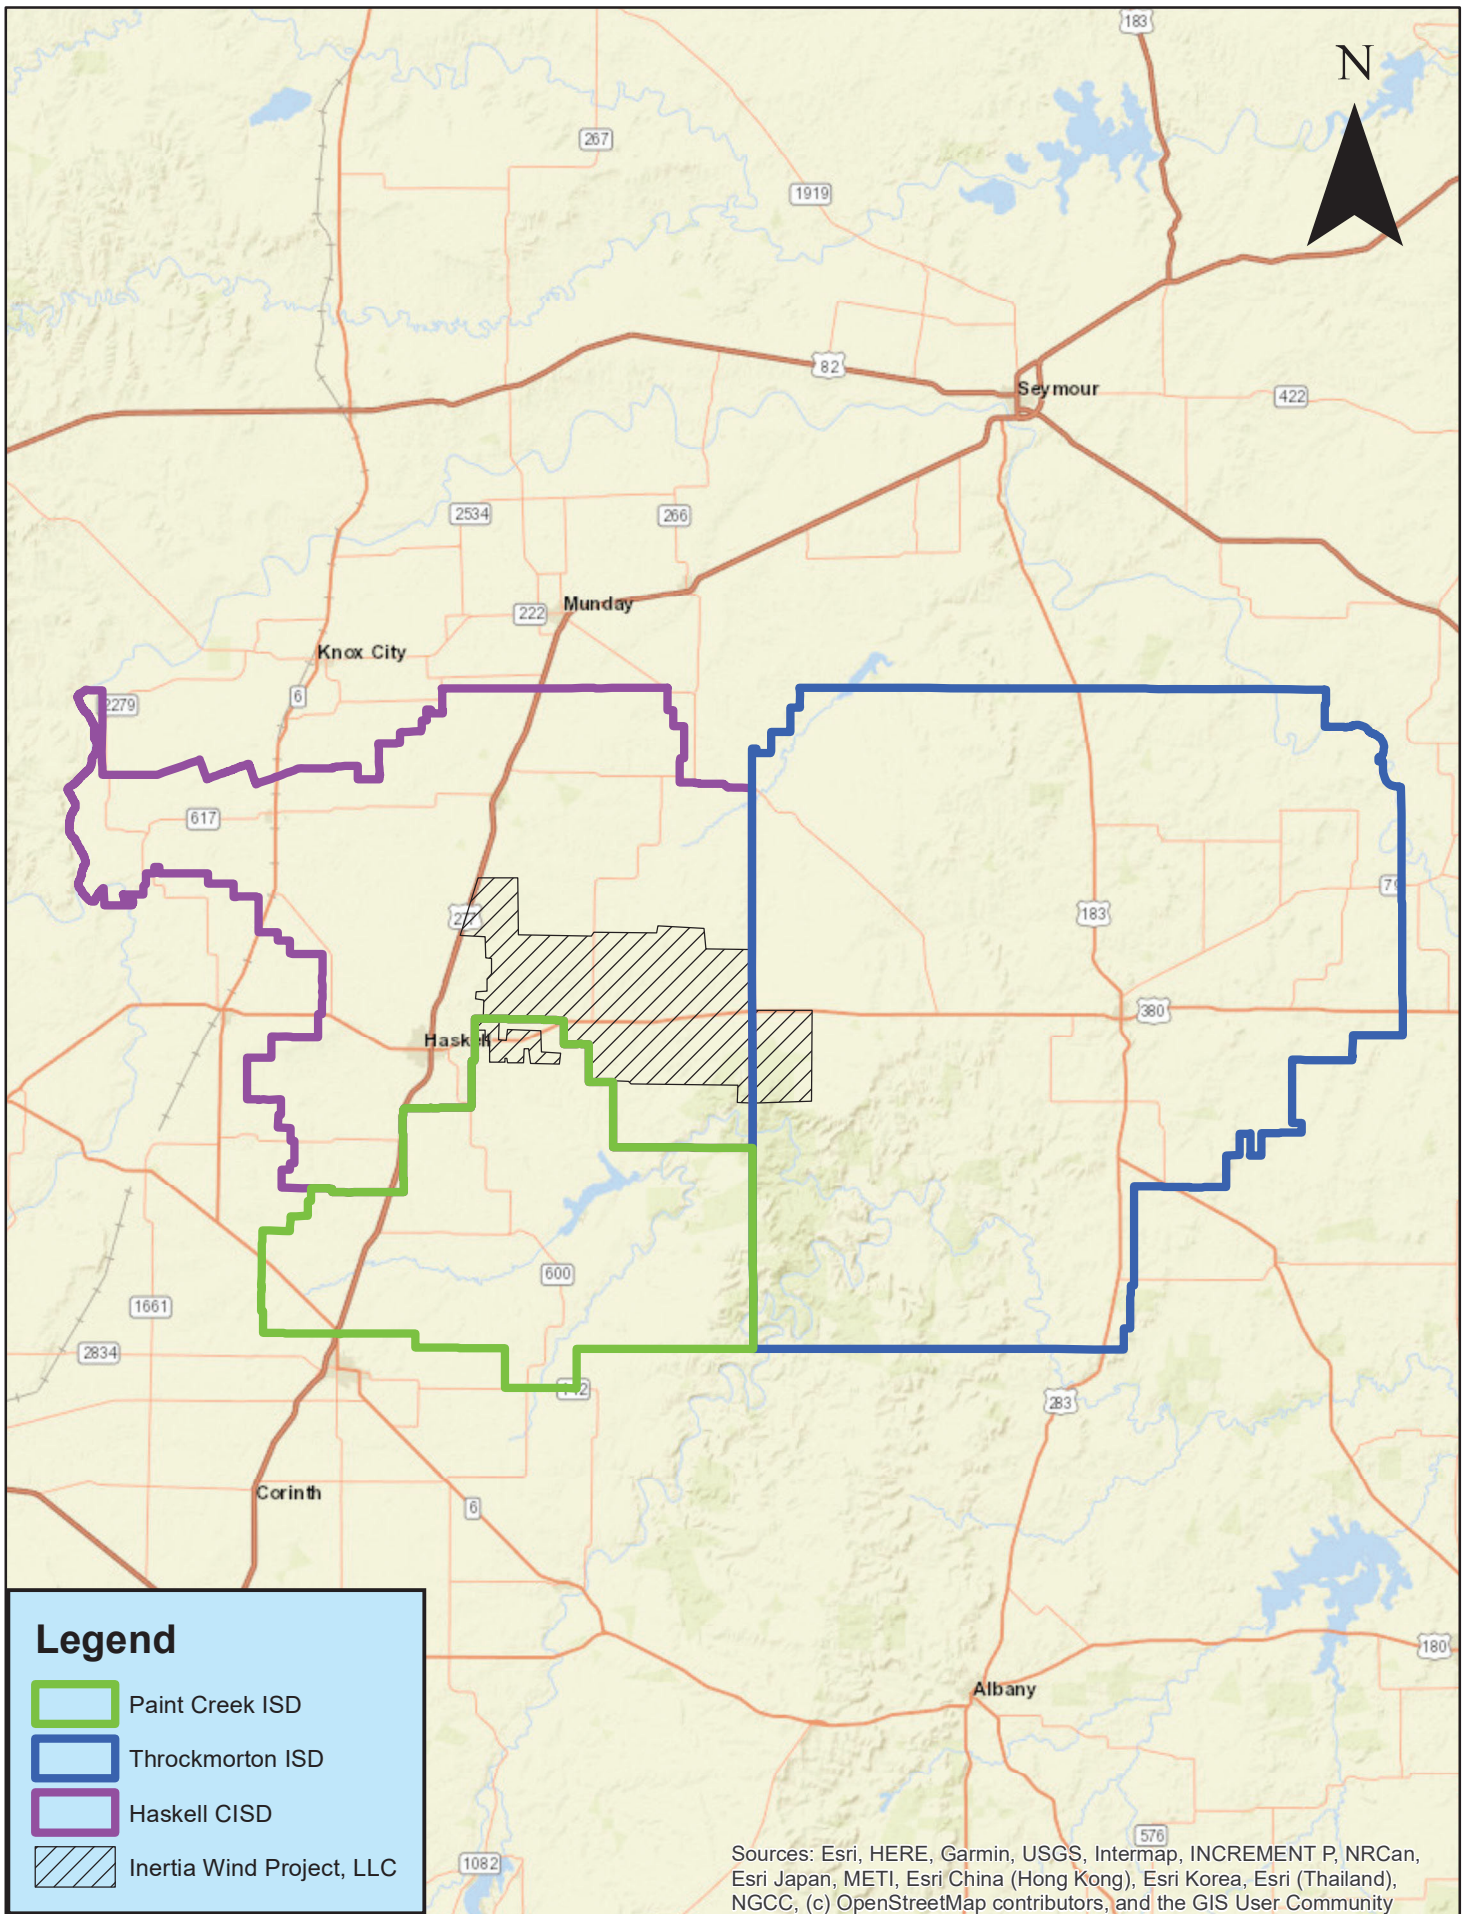 183
N
267
1919
82
Seymour
422
2534
266
222
Munday
Knox City
6
2279
617
277
183
79
380
Haskell
600
1661
2834
142
283
Corinth
6
180
Albany
576
1082
Legend
Paint Creek ISD
Throckmorton ISD
Haskell CISD
Inertia Wind Project, LLC
Sources: Esri, HERE, Garmin, USGS, Intermap, INCREMENT P, NRCan,
Esri Japan, METI, Esri China (Hong Kong), Esri Korea, Esri (Thailand),
NGCC, (c) OpenStreetMap contributors, and the GIS User Community